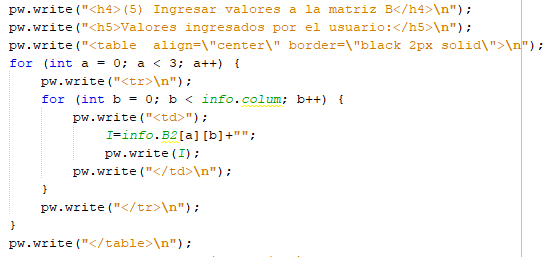 pw.write("<h4>(5) Ingresar valores a la matriz B</h4>\n");
pw.write("<h5>Valores ingresados por el usuario:</h5>\n");
pw.write("<table  align=\"center\" border=\"black 2px solid\">\n");
for (int a = 0; a < 3; a++) {
    pw.write("<tr>\n");
    for (int b = 0; b < info.colum; b++) {
        pw.write("<td>");
            I=info.B2[a][b]+"";
            pw.write(I);
        pw.write("</td>\n");
    }
    pw.write("</tr>\n");
}
pw.write("</table>\n");